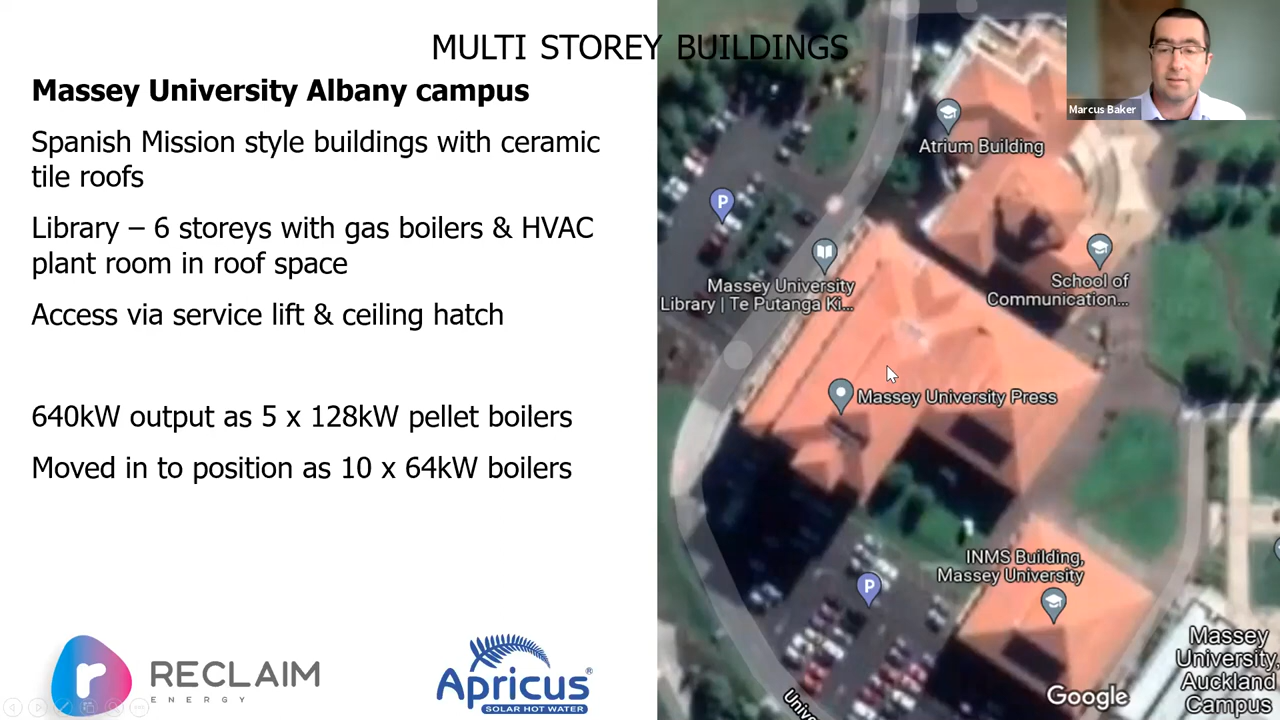 MULTI STOREY BUILDINGS
Massey University Albany campus
Spanish Mission style buildings with ceramic
tile roofs
Library – 6 storeys with gas boilers & HVAC
plant room in roof space
Access via service lift & ceiling hatch
640kW output as 5 x 128kW pellet boilers
Moved in to position as 10 x 64kW boilers
r RECLAIM
ENERGY
Apricus®
SOLAR HOT WATER
Marcus Baker
Atrium Building
P
School of
Communication...
Massey University
Library | Te Putanga Ki...
Massey University Press
INMS Building,
Massey University
P
Massey
University,
Auckland
Campus
Google
Unive